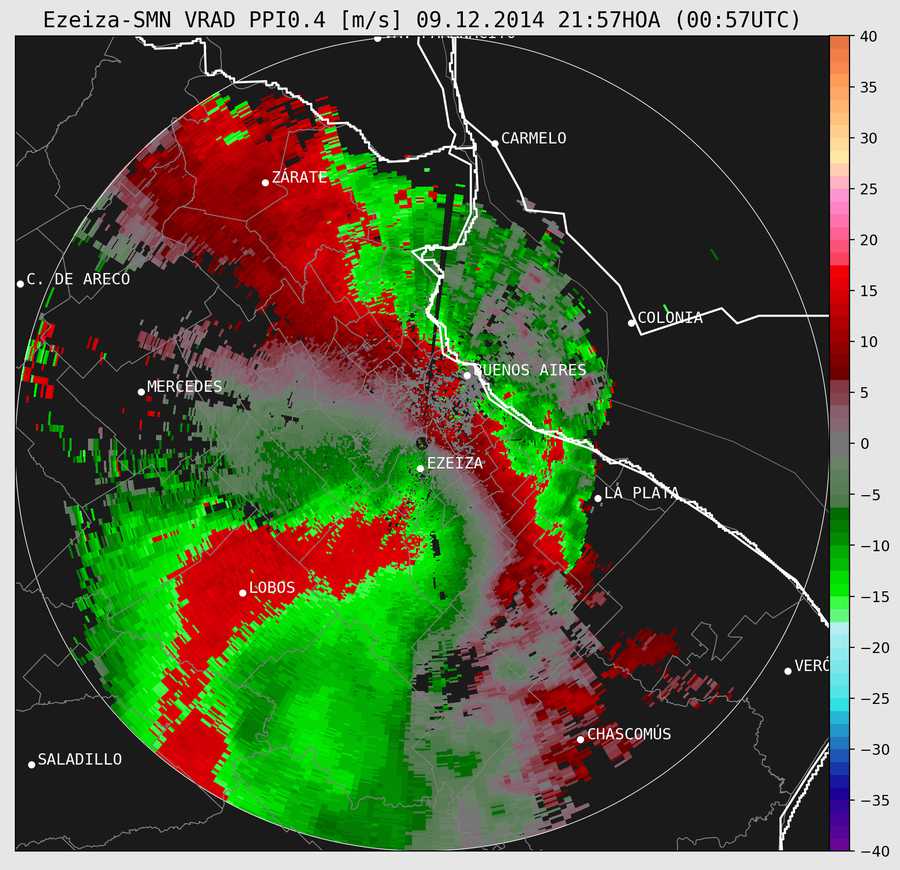 Ezeiza-SMN VRAD PPI0.4 [m/s] 09.12.2014 21:57HOA (00:57UTC)
40
35
CARMELO
30
ZÁRATE
25
20
C. DE ARECO
15
COLONIA
10
BUENOS AIRES
MERCEDES
5
0
EZEIZA
LA PLATA
−5
−10
LOBOS
−15
−20
VERÓ
−25
CHASCOMÚS
SALADILLO
−30
−35
−40